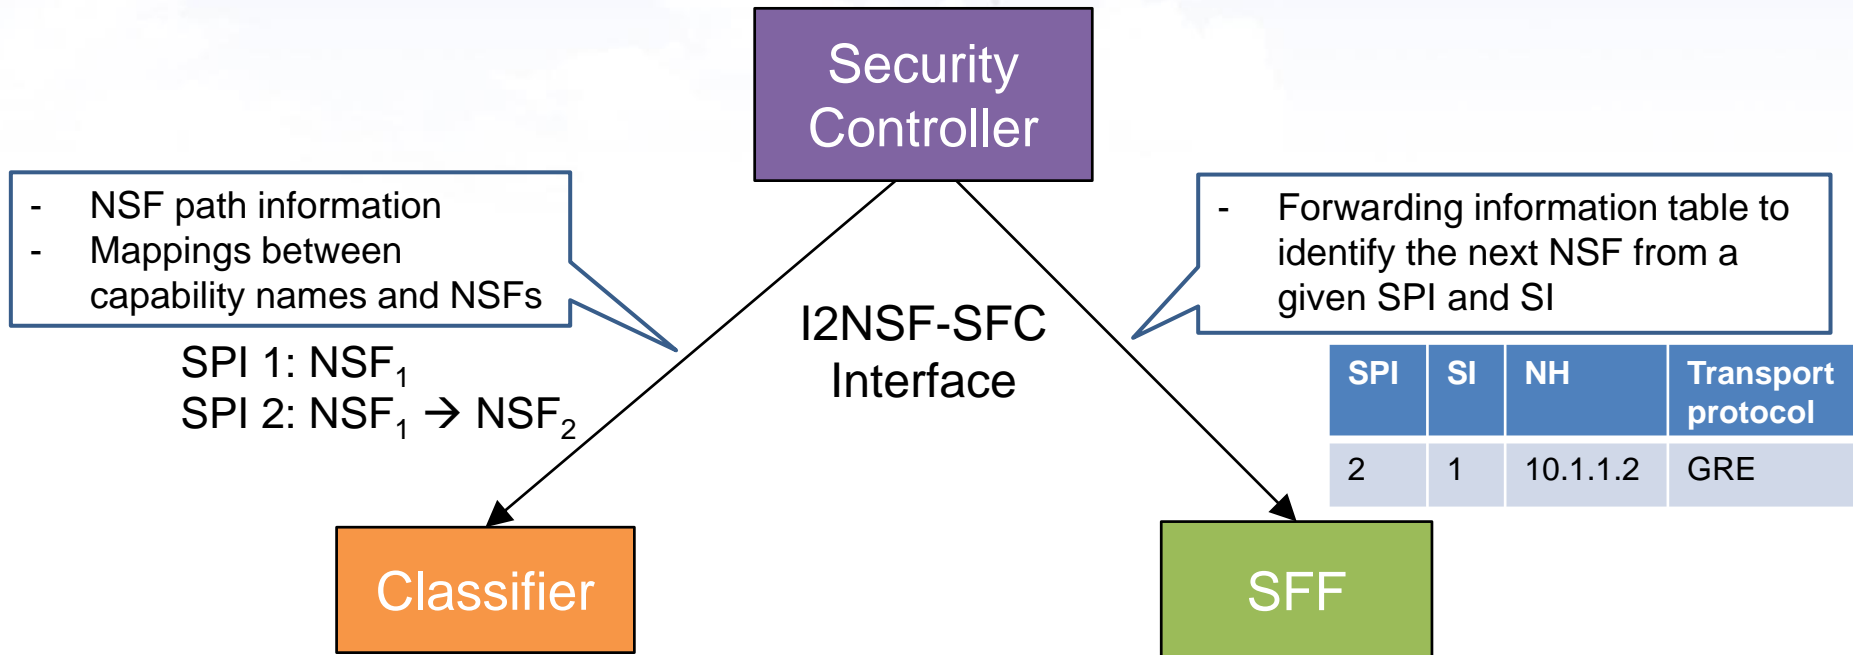 Security
Controller
- NSF path information
- Mappings between
capability names and NSFs
- Forwarding information table to
identify the next NSF from a
given SPI and SI
SPI 1: NSF₁
SPI 2: NSF₁ → NSF₂
I2NSF-SFC
Interface
SPI SI NH Transport
protocol
2 1 10.1.1.2 GRE
Classifier
SFF